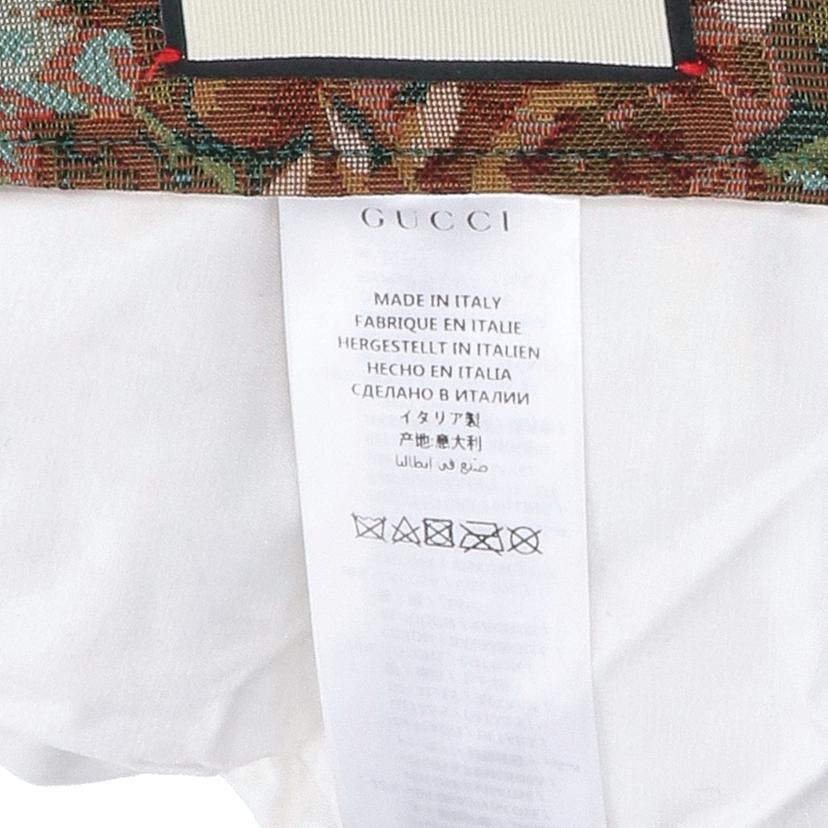 GUCCI
MADE IN ITALY
FABRIQUE EN ITALIE
HERGESTELLT IN ITALIEN
HECHO EN ITALIA
СДЕЛАНО В ИТАЛИИ
イタリア製
产地:意大利
صنع في ايطاليا